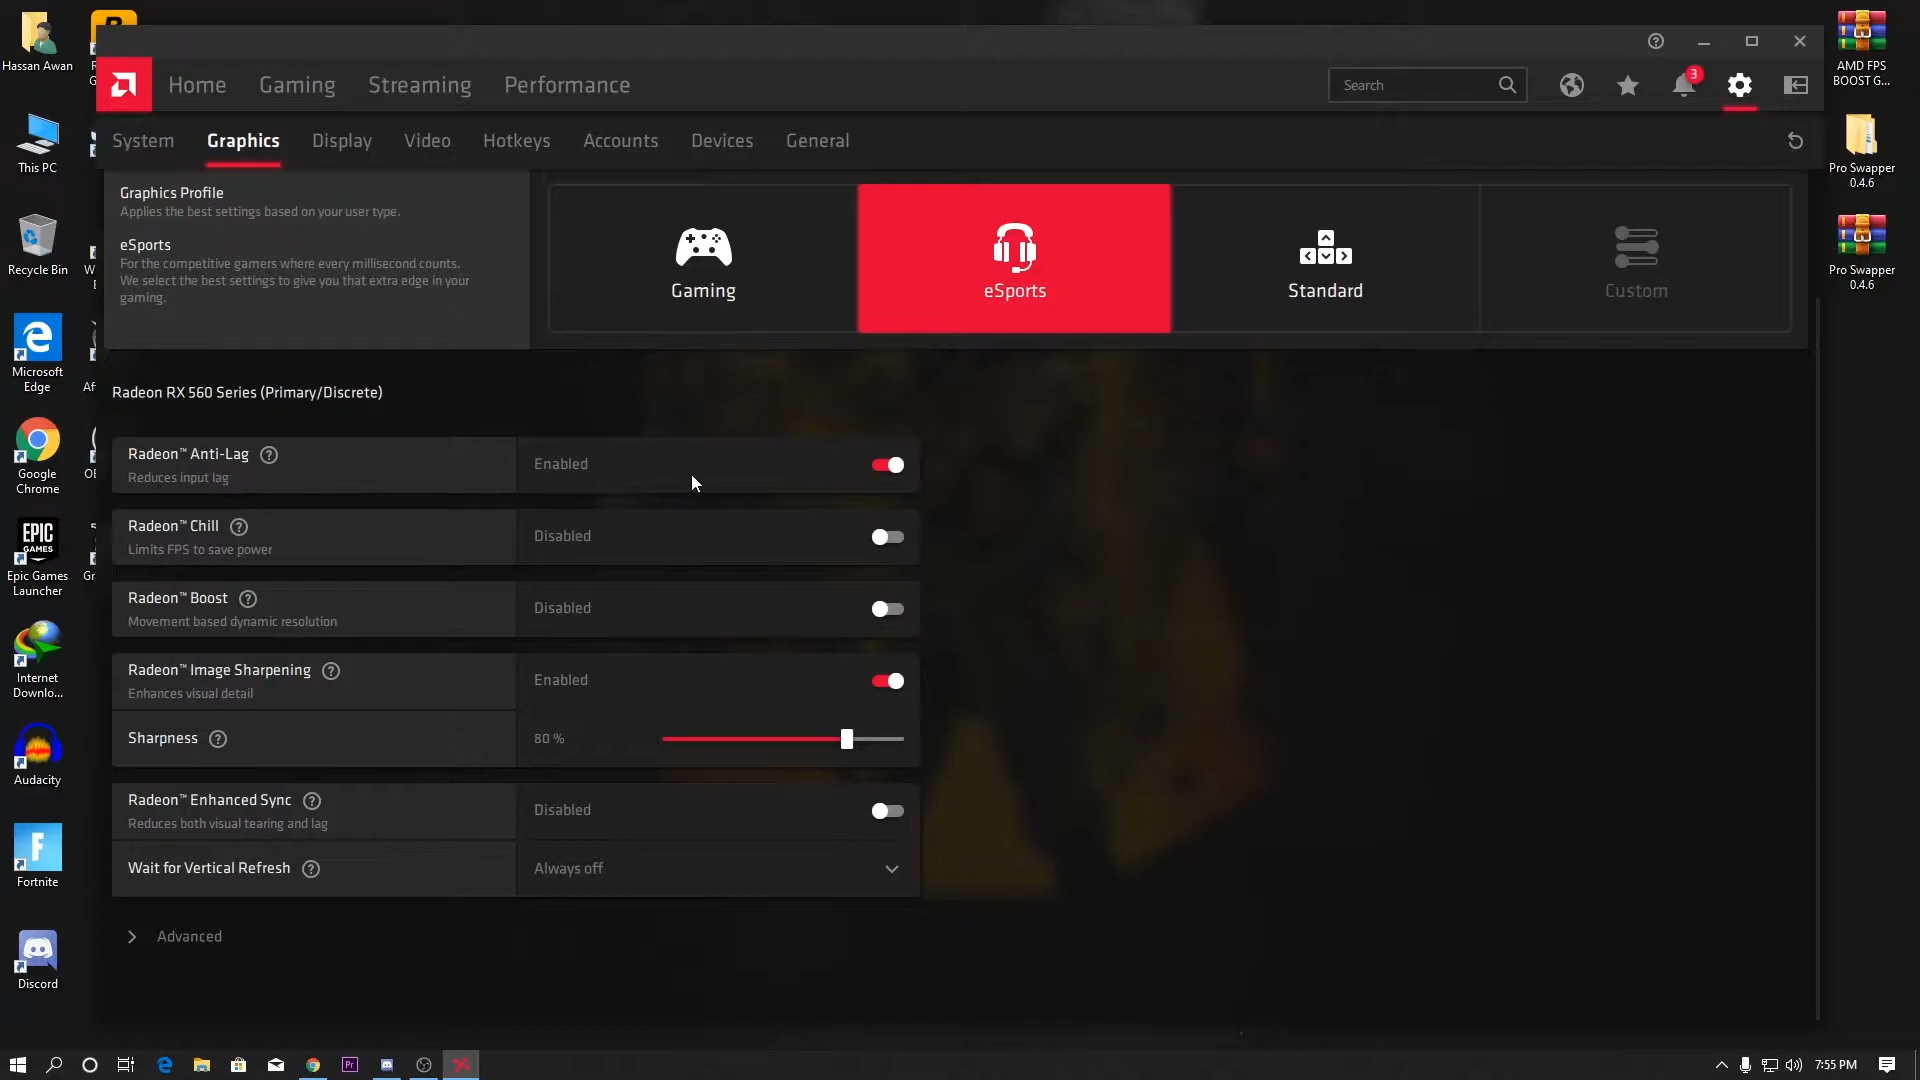 Hassan Awan
This PC
Recycle Bin
Microsoft
Edge
Google
Chrome
EPIC
GAMES
Epic Games
Launcher
Internet
Downlo...
Audacity
Fortnite
Discord
Home Gaming Streaming Performance
Search
3
System Graphics Display Video Hotkeys Accounts Devices General
Graphics Profile
Applies the best settings based on your user type.
eSports
For the competitive gamers where every millisecond counts.
We select the best settings to give you that extra edge in your
gaming.
Gaming
eSports
Standard
Custom
Radeon RX 560 Series (Primary/Discrete)
Radeon™ Anti-Lag ?
Reduces input lag
Enabled
Radeon™ Chill ?
Limits FPS to save power
Disabled
Radeon™ Boost ?
Movement based dynamic resolution
Disabled
Radeon™ Image Sharpening ?
Enhances visual detail
Enabled
Sharpness ?
80 %
Radeon™ Enhanced Sync ?
Reduces both visual tearing and lag
Disabled
Wait for Vertical Refresh ?
Always off
Advanced
AMD FPS
BOOST G...
Pro Swapper
0.4.6
Pro Swapper
0.4.6
Pr
7:55 PM